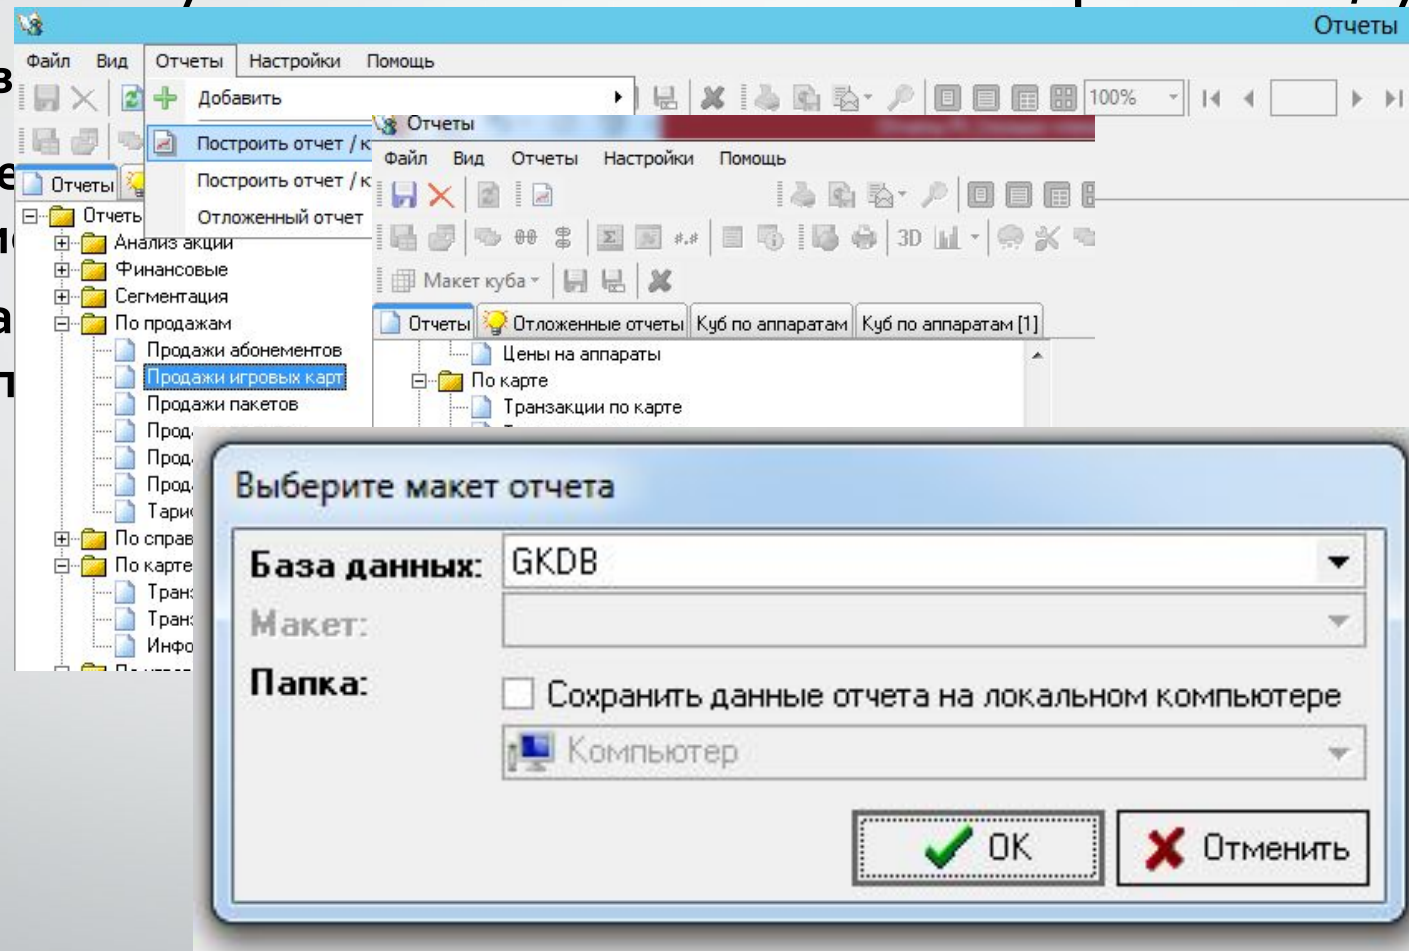 Отчеты
Файл Вид Отчеты Настройки Помощь
Добавить
100%
Построить отчет /
Построить отчет /
Отложенный отчет
Отчеты
Анализ акций
Финансовые
Сегментация
По продажам
Продажи абонементов
Продажи игровых карт
Продажи пакетов
По карте
Отчеты
Файл Вид Отчеты Настройки Помощь
3D
Макет куба
Отчеты Отложенные отчеты Куб по аппаратам Куб по аппаратам [1]
Цены на аппараты
По карте
Транзакции по карте
Выберите макет отчета
База данных: GKDB
Макет:
Папка: Сохранить данные отчета на локальном компьютере
Компьютер
OK Отменить